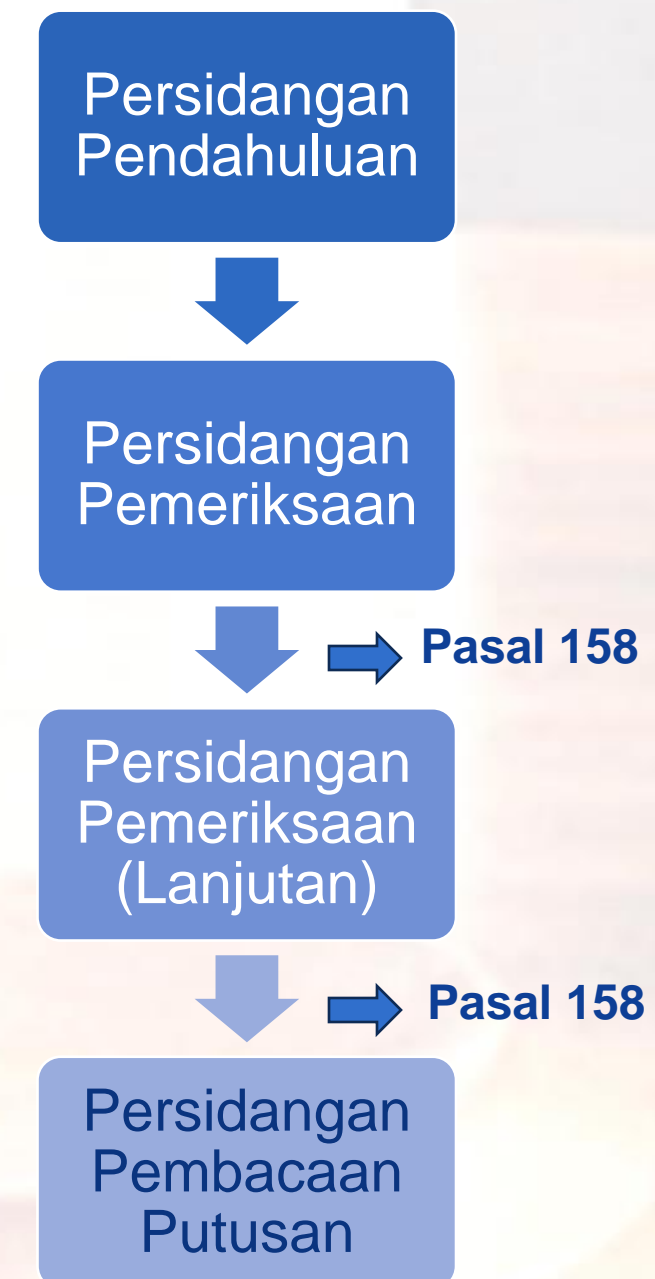 Persidangan
Pendahuluan
Persidangan
Pemeriksaan
Pasal 158
Persidangan
Pemeriksaan
(Lanjutan)
Pasal 158
Persidangan
Pembacaan
Putusan